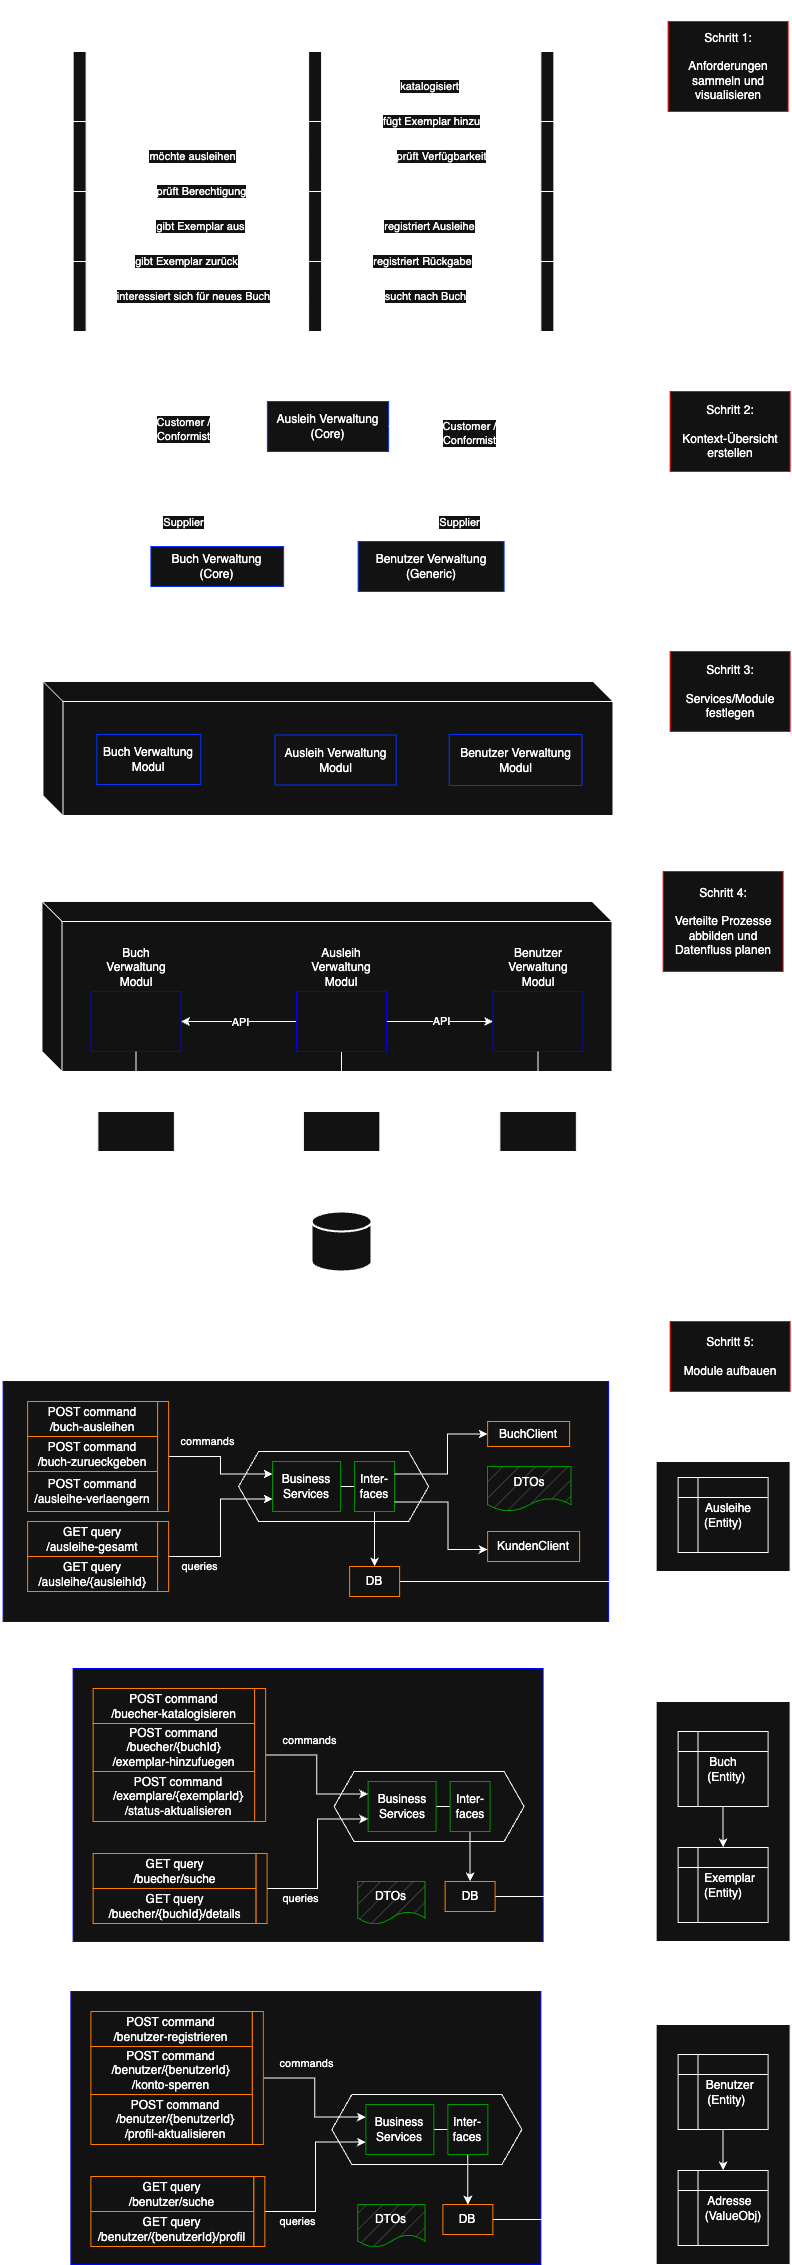 Schritt 1:
Anforderungen
sammeln und
visualisieren
katalogisiert
fügt Exemplar hinzu
möchte ausleihen
prüft Verfügbarkeit
prüft Berechtigung
gibt Exemplar aus
registriert Ausleihe
gibt Exemplar zurück
registriert Rückgabe
interessiert sich für neues Buch
sucht nach Buch
Schritt 2:
Kontext-Übersicht
erstellen
Customer /
Conformist
Ausleih Verwaltung
(Core)
Customer /
Conformist
Supplier
Supplier
Buch Verwaltung
(Core)
Benutzer Verwaltung
(Generic)
Schritt 3:
Services/Module
festlegen
Buch Verwaltung
Modul
Ausleih Verwaltung
Modul
Benutzer Verwaltung
Modul
Schritt 4:
Verteilte Prozesse
abbilden und
Datenfluss planen
Buch
Verwaltung
Modul
Ausleih
Verwaltung
Modul
Benutzer
Verwaltung
Modul
API
API
Schritt 5:
Module aufbauen
POST command
/buch-ausleihen
POST command
/buch-zurueckgeben
POST command
/ausleihe-verlaengern
GET query
/ausleihe-gesamt
GET query
/ausleihe/{ausleihId}
commands
queries
Business
Services
Inter-
faces
BuchClient
DTOs
KundenClient
DB
Ausleihe
(Entity)
POST command
/buecher-katalogisieren
POST command
/buecher/{buchId}
/exemplar-hinzufuegen
POST command
/exemplare/{exemplarId}
/status-aktualisieren
GET query
/buecher/suche
GET query
/buecher/{buchId}/details
commands
queries
Business
Services
Inter-
faces
DTOs
DB
Buch
(Entity)
Exemplar
(Entity)
POST command
/benutzer-registrieren
POST command
/benutzer/{benutzerId}
/konto-sperren
POST command
/benutzer/{benutzerId}
/profil-aktualisieren
GET query
/benutzer/suche
GET query
/benutzer/{benutzerId}/profil
commands
queries
Business
Services
Inter-
faces
DTOs
DB
Benutzer
(Entity)
Adresse
(ValueObj)